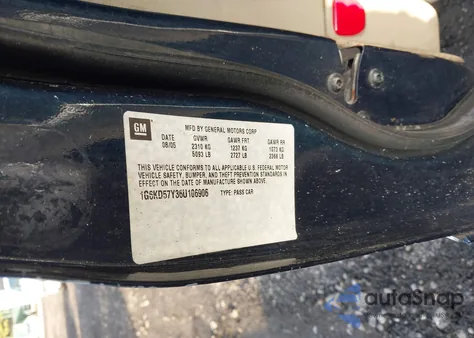 GM
MFD BY GENERAL MOTORS CORP
DATE GVWR GAWR FRT GAWR RR
08/05 2310 KG 1237 KG 1073 KG
5093 LB 2727 LB 2366 LB
THIS VEHICLE CONFORMS TO ALL APPLICABLE U.S. FEDERAL MOTOR
VEHICLE SAFETY, BUMPER, AND THEFT PREVENTION STANDARDS IN
EFFECT ON THE DATE OF MANUFACTURE SHOWN ABOVE.
1G6KD57Y36U106906 TYPE: PASS CAR
autoSnap